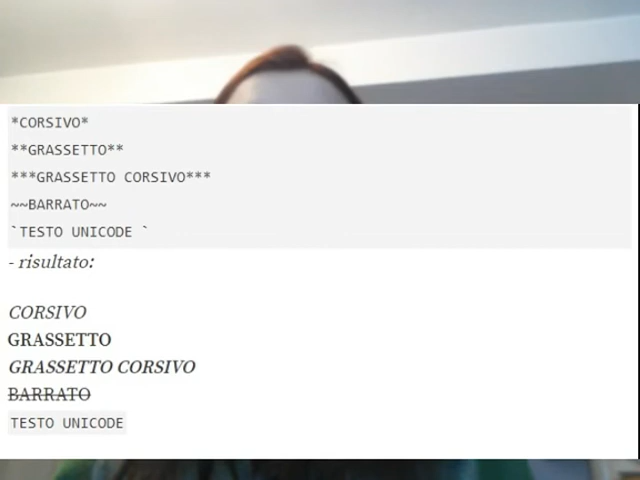 *CORSIVO*
**GRASSETTO**
***GRASSETTO CORSIVO***
~~BARRATO~~
`TESTO UNICODE `
- risultato:
CORSIVO
GRASSETTO
GRASSETTO CORSIVO
BARRATO
TESTO UNICODE